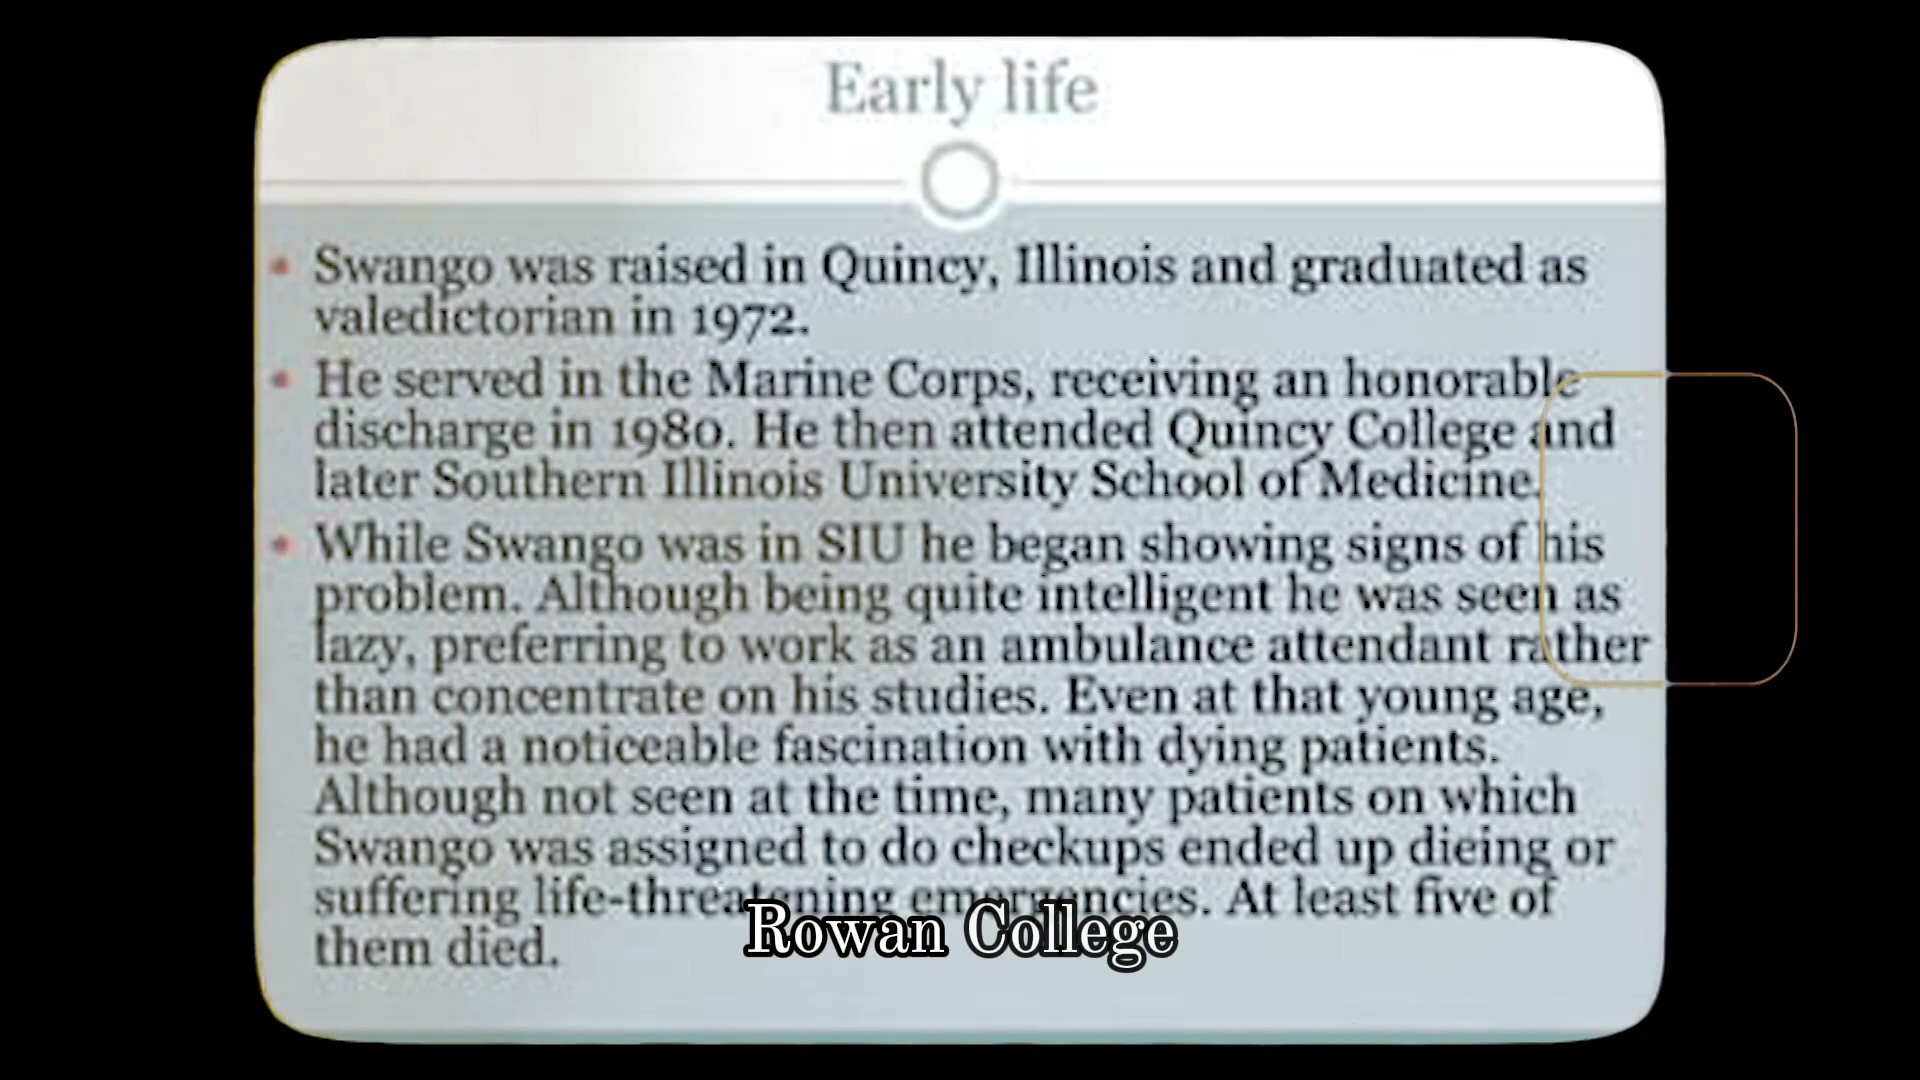 Early life
Swango was raised in Quincy, Illinois and graduated as
valedictorian in 1972.
He served in the Marine Corps, receiving an honorable
discharge in 1980. He then attended Quincy College and
later Southern Illinois University School of Medicine.
While Swango was in SIU he began showing signs of his
problem. Although being quite intelligent he was seen as
lazy, preferring to work as an ambulance attendant rather
than concentrate on his studies. Even at that young age,
he had a noticeable fascination with dying patients.
Although not seen at the time, many patients on which
Swango was assigned to do checkups ended up dieing or
suffering life-threatening emergencies. At least five of
them died.
Rowan College